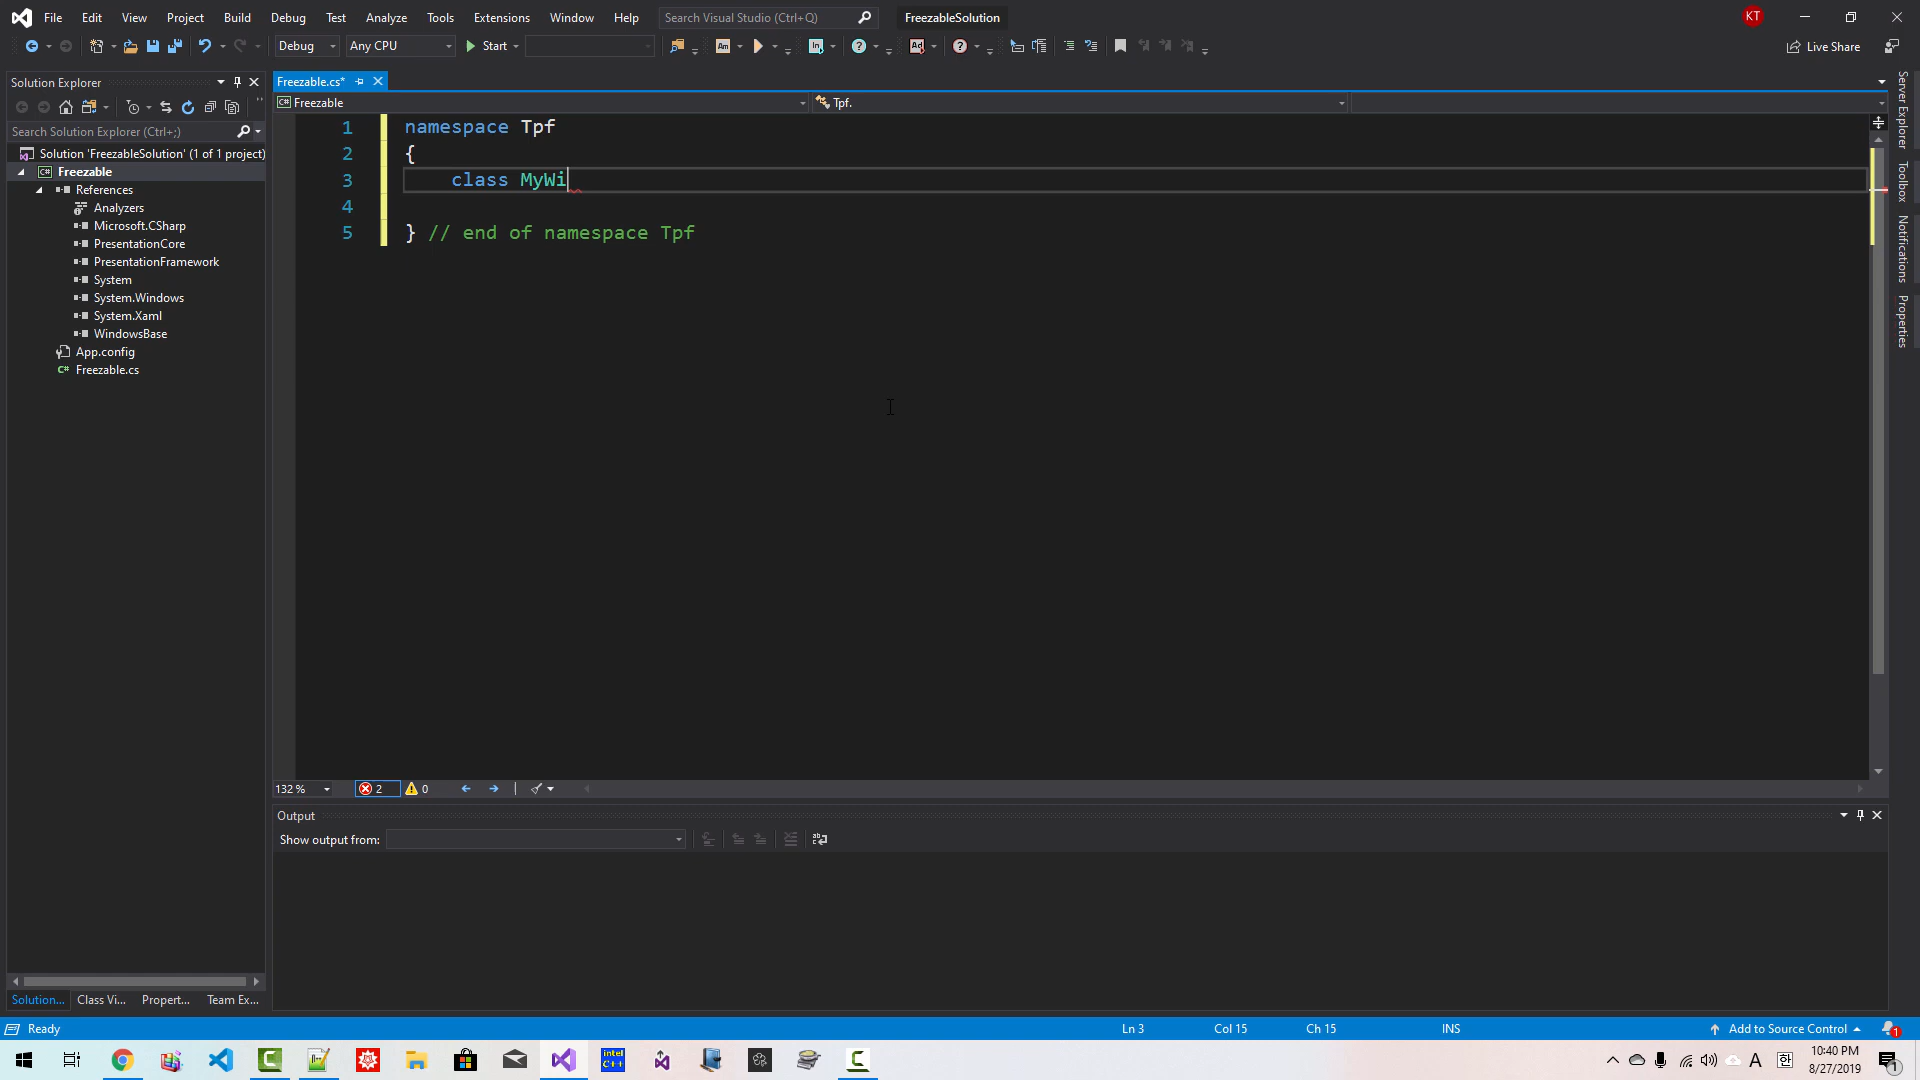 File Edit View Project Build Debug Test Analyze Tools Extensions Window Help Search Visual Studio (Ctrl+Q) FreezableSolution KT
Debug Any CPU Start Live Share
Solution Explorer
Search Solution Explorer (Ctrl+;)
Solution 'FreezableSolution' (1 of 1 project)
Freezable
References
Analyzers
Microsoft.CSharp
PresentationCore
PresentationFramework
System
System.Windows
System.Xaml
WindowsBase
App.config
Freezable.cs
Solution... Class Vi... Propert... Team Ex...
Freezable.cs*
Freezable Tpf.
1 namespace Tpf
2 {
3 class MyWi
4
5 } // end of namespace Tpf
132 % 2 0
Output
Show output from:
Server Explorer
Toolbox
Notifications
Properties
Ready Ln 3 Col 15 Ch 15 INS Add to Source Control 1
intel C++
A 한 10:40 PM
8/27/2019 1